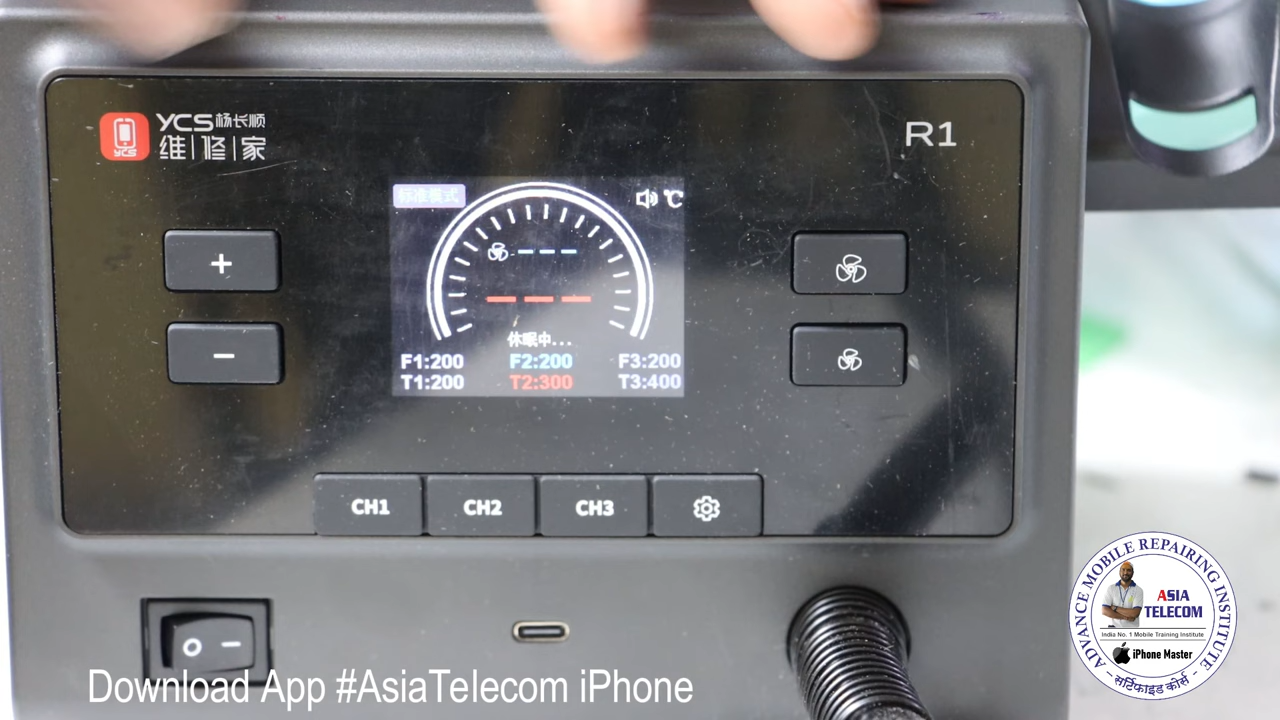 YCS杨长顺
维|修|家
YCS
R1
标准模式
℃
休眠中...
F1:200 F2:200 F3:200
T1:200 T2:300 T3:400
CH1 CH2 CH3
Download App #AsiaTelecom iPhone
ADVANCE MOBILE REPAIRING INSTITUTE
ASIA
TELECOM
India No. 1 Mobile Training Institute
iPhone Master
सर्टिफाइड कोर्स